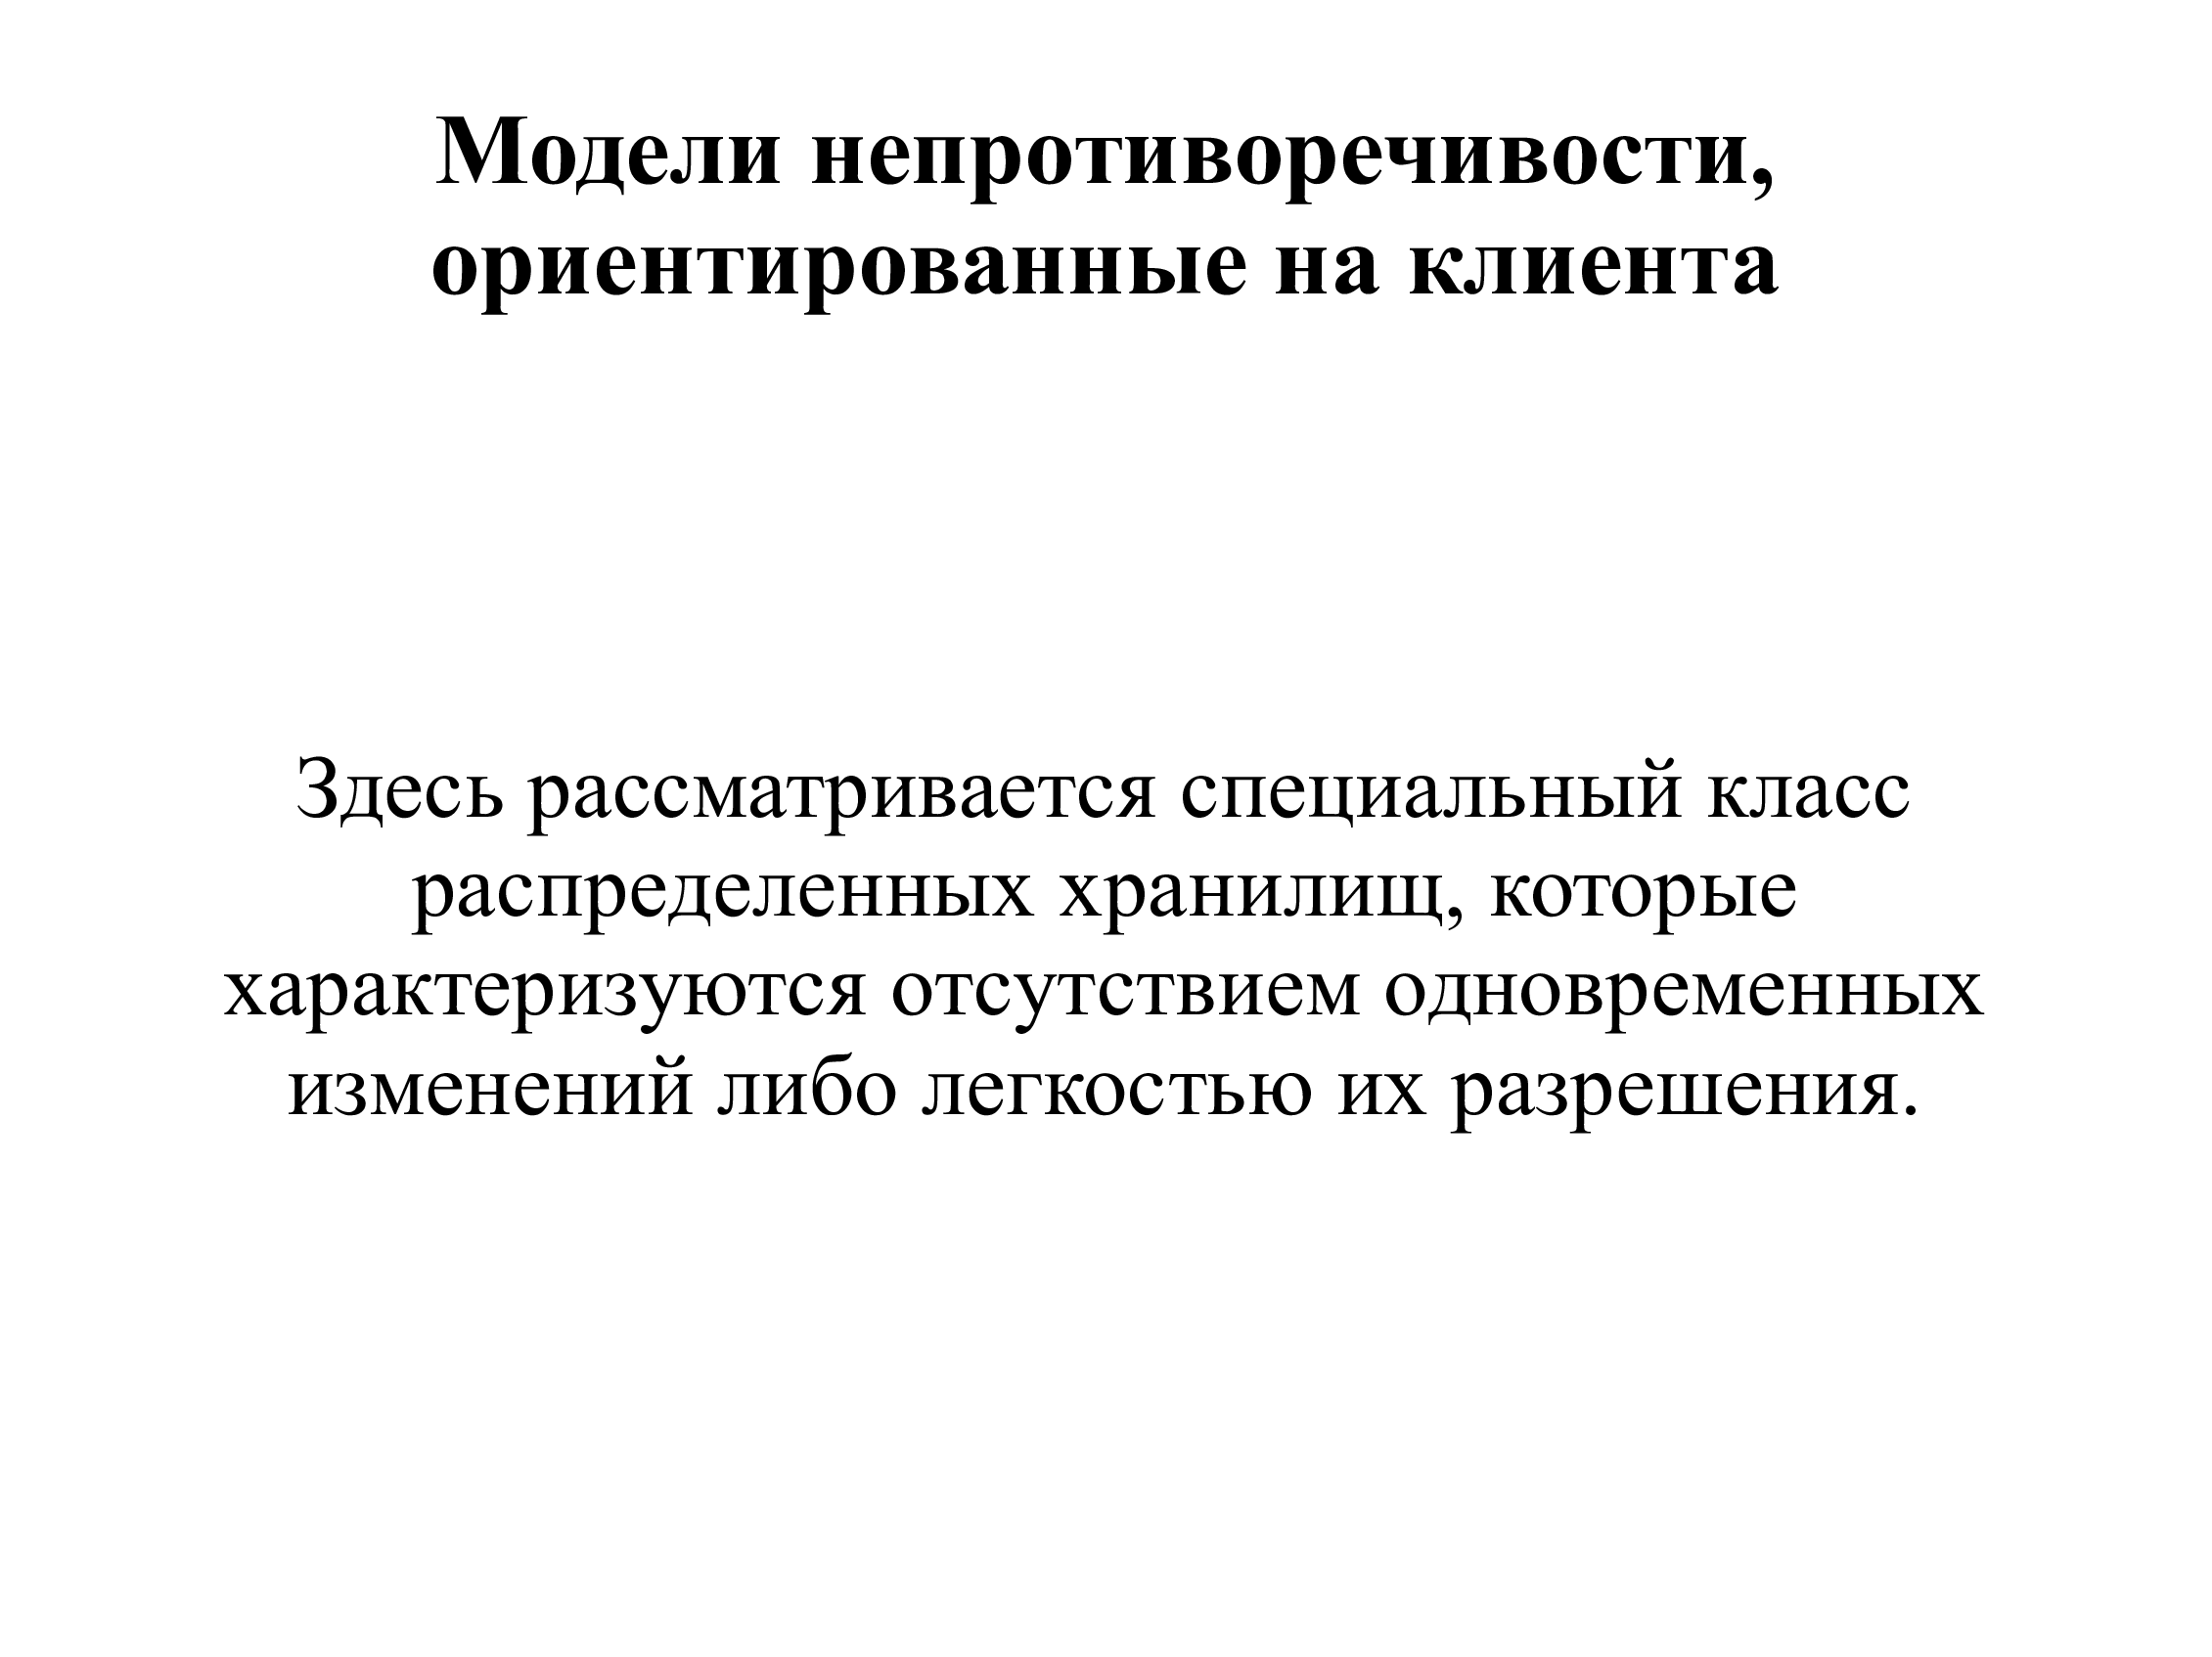 Модели непротиворечивости,
ориентированные на клиента
Здесь рассматривается специальный класс
распределенных хранилищ, которые
характеризуются отсутствием одновременных
изменений либо легкостью их разрешения.